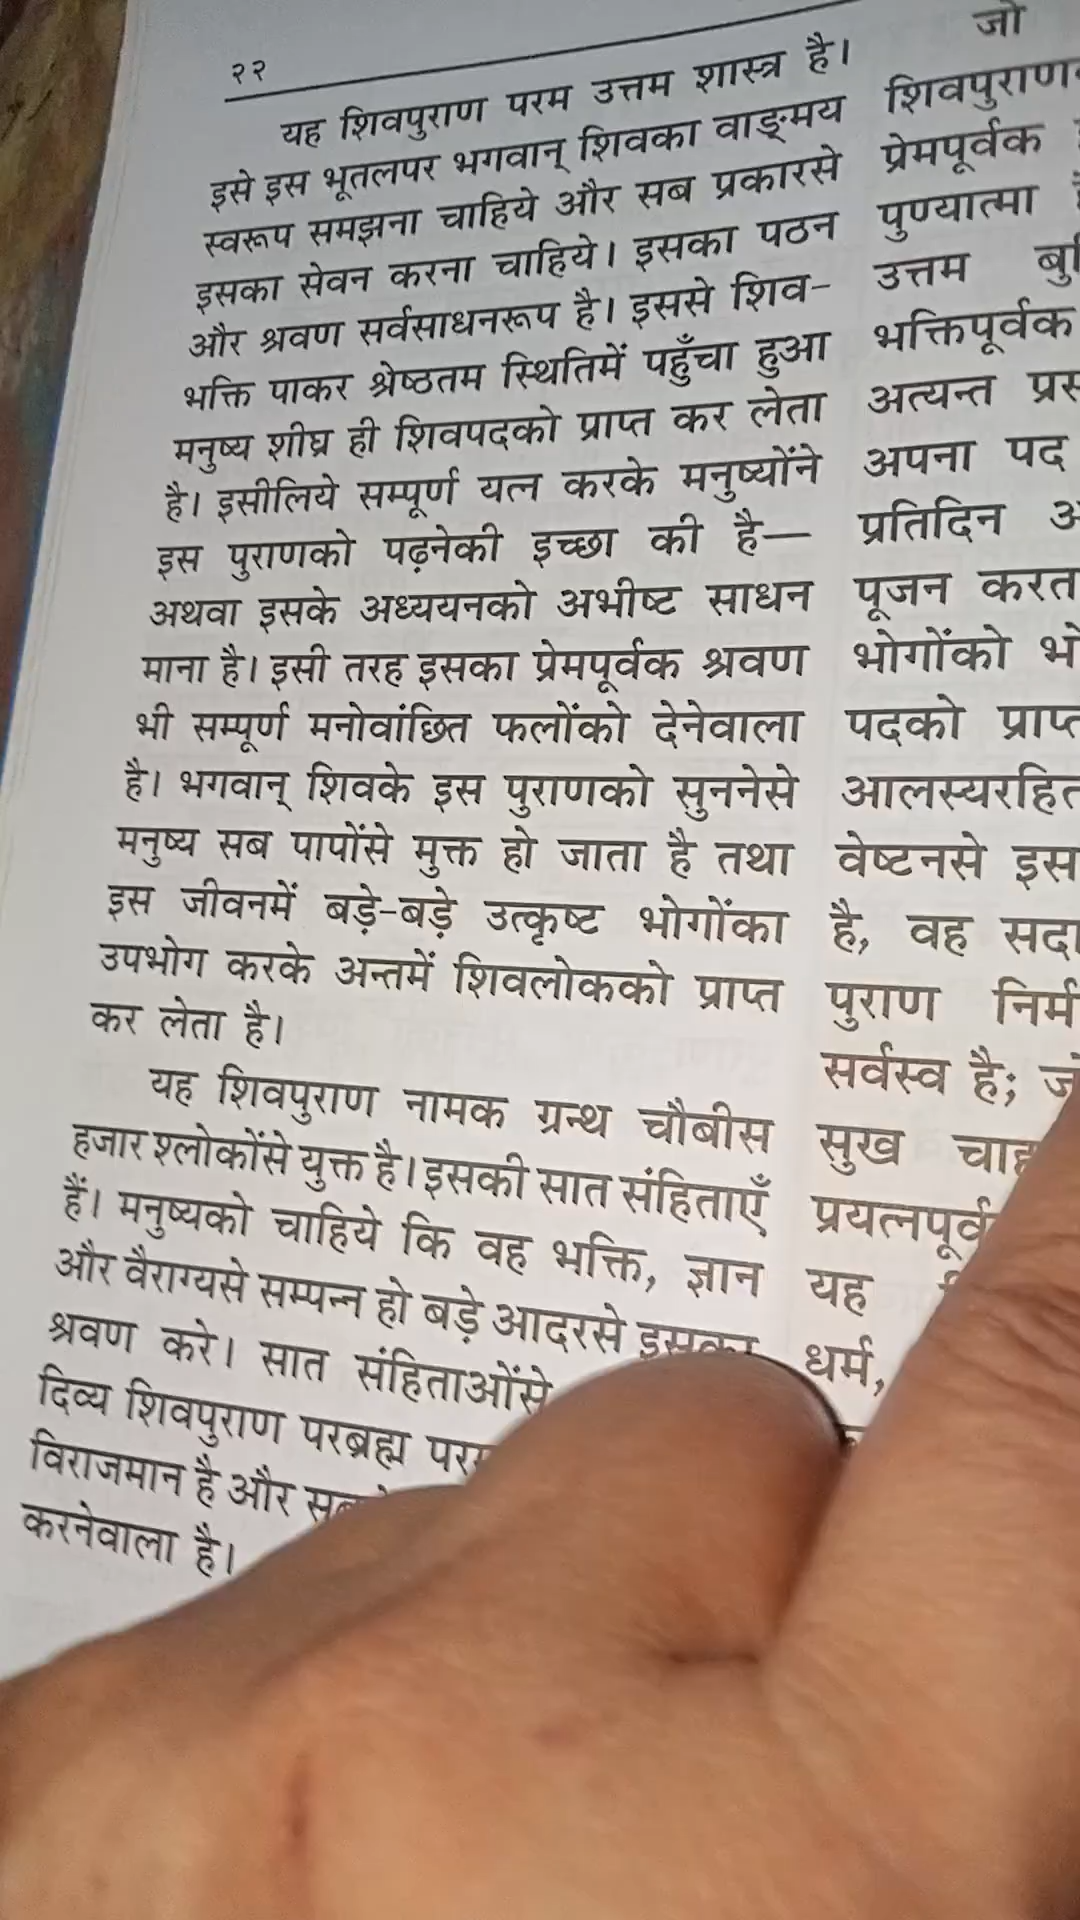 २२
यह शिवपुराण परम उत्तम शास्त्र है।
इसे इस भूतलपर भगवान् शिवका वाङ्मय
स्वरूप समझना चाहिये और सब प्रकारसे
इसका सेवन करना चाहिये। इसका पठन
और श्रवण सर्वसाधनरूप है। इससे शिव-
भक्ति पाकर श्रेष्ठतम स्थितिमें पहुँचा हुआ
मनुष्य शीघ्र ही शिवपदको प्राप्त कर लेता
है। इसीलिये सम्पूर्ण यत्न करके मनुष्योंने
इस पुराणको पढ़नेकी इच्छा की है—
अथवा इसके अध्ययनको अभीष्ट साधन
माना है। इसी तरह इसका प्रेमपूर्वक श्रवण
भी सम्पूर्ण मनोवांछित फलोंको देनेवाला
है। भगवान् शिवके इस पुराणको सुननेसे
मनुष्य सब पापोंसे मुक्त हो जाता है तथा
इस जीवनमें बड़े-बड़े उत्कृष्ट भोगोंका
उपभोग करके अन्तमें शिवलोकको प्राप्त
कर लेता है।
यह शिवपुराण नामक ग्रन्थ चौबीस
हजार श्लोकोंसे युक्त है। इसकी सात संहिताएँ
हैं। मनुष्यको चाहिये कि वह भक्ति, ज्ञान
और वैराग्यसे सम्पन्न हो बड़े आदरसे इसका
श्रवण करे। सात संहिताओंसे
दिव्य शिवपुराण परब्रह्म
विराजमान है और
करनेवाला है।
जो
शिवपुराण
प्रेमपूर्वक
पुण्यात्मा
उत्तम
भक्तिपूर्वक
अत्यन्त
अपना पद
प्रतिदिन
पूजन
भोगोंको
पदको
आलस्यरहित
वेष्टनसे इस
है, वह सदा
पुराण
सर्वस्व है;
सुख
यह
धर्म,